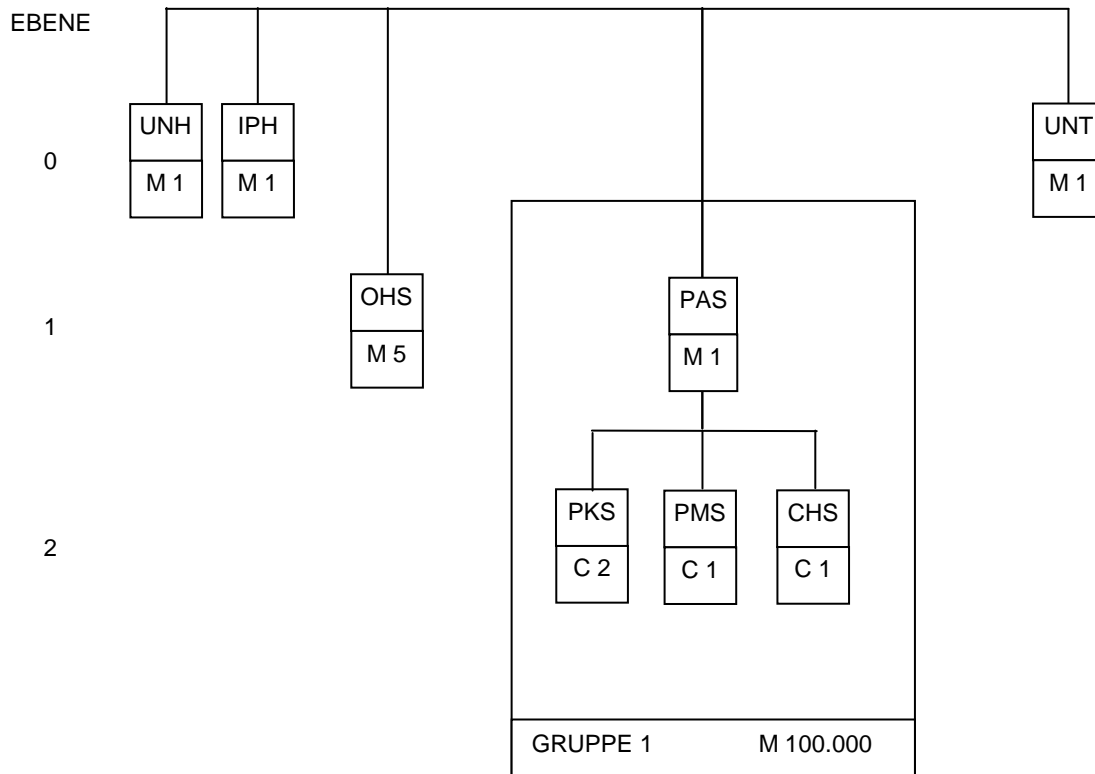 EBENE
UNH IPH UNT
0
M 1 M 1 M 1
OHS PAS
1
M 5 M 1
PKS PMS CHS
2
C 2 C 1 C 1
GRUPPE 1 M 100.000